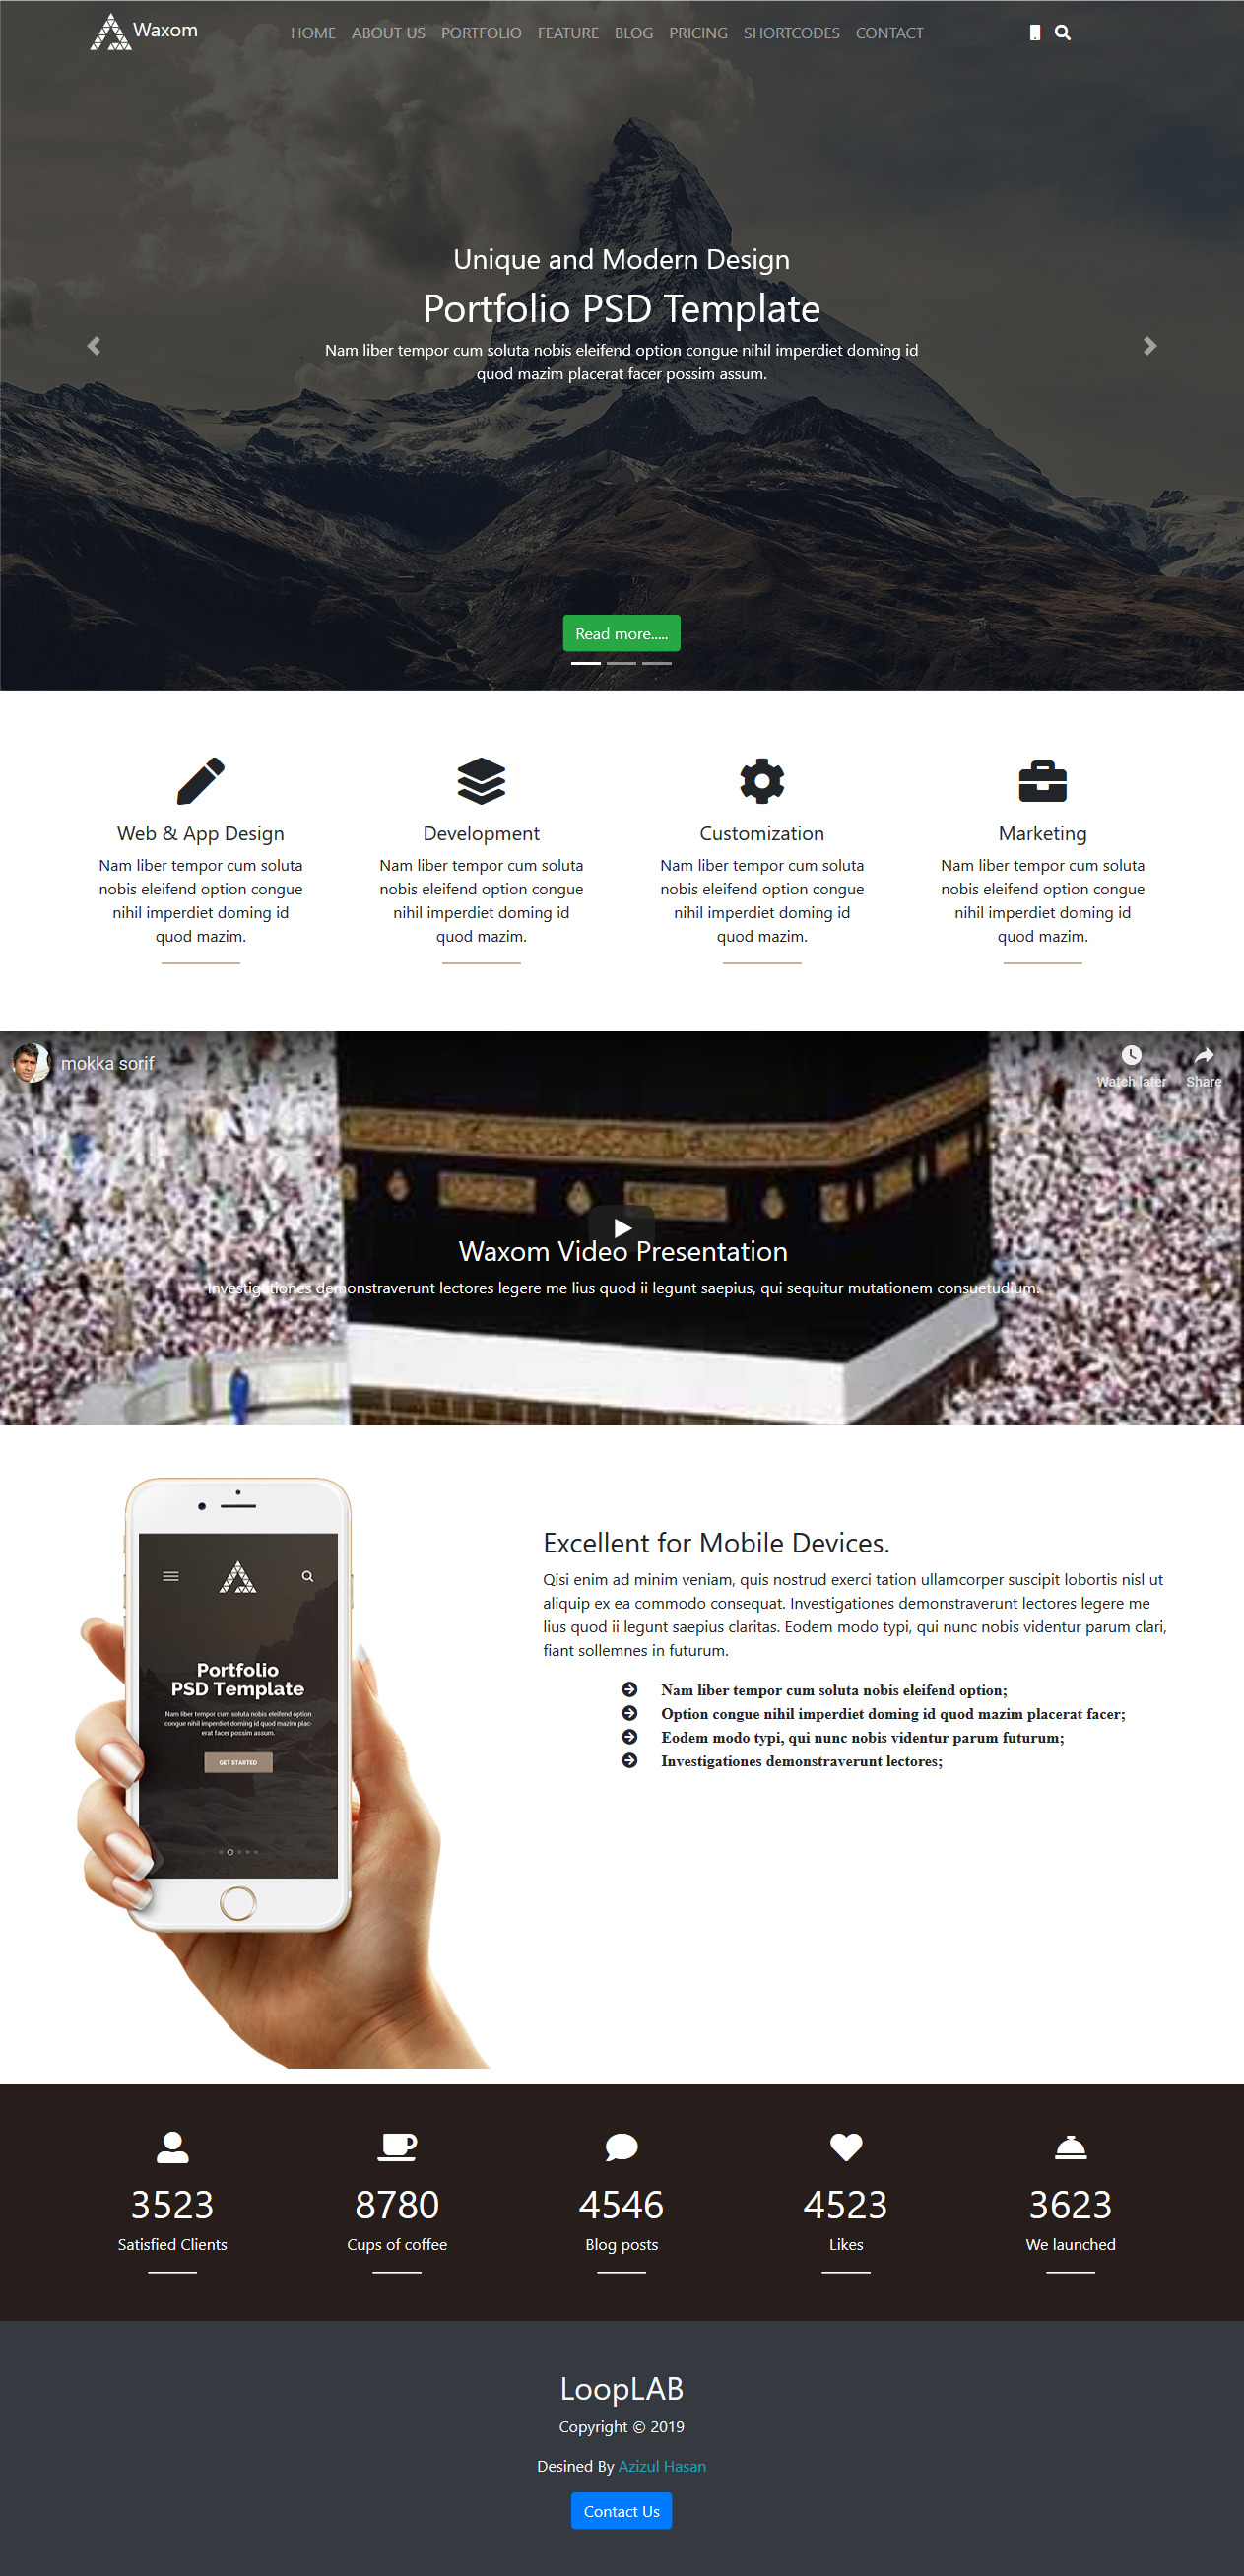 Waxom
HOME ABOUT US PORTFOLIO FEATURE BLOG PRICING SHORTCODES CONTACT
Unique and Modern Design
Portfolio PSD Template
Nam liber tempor cum soluta nobis eleifend option congue nihil imperdiet doming id
quod mazim placerat facer possim assum.
Read more.....
Web & App Design
Nam liber tempor cum soluta
nobis eleifend option congue
nihil imperdiet doming id
quod mazim.
Development
Nam liber tempor cum soluta
nobis eleifend option congue
nihil imperdiet doming id
quod mazim.
Customization
Nam liber tempor cum soluta
nobis eleifend option congue
nihil imperdiet doming id
quod mazim.
Marketing
Nam liber tempor cum soluta
nobis eleifend option congue
nihil imperdiet doming id
quod mazim.
mokka sorif
Watch later Share
Waxom Video Presentation
Investigationes demonstraverunt lectores legere me lius quod ii legunt saepius, qui sequitur mutationem consuetudium.
Portfolio
PSD Template
Nam liber tempor cum soluta nobis eleifend option
congue nihil imperdiet doming id quod mazim plac-
erat facer possim assum.
GET STARTED
Excellent for Mobile Devices.
Qisi enim ad minim veniam, quis nostrud exerci tation ullamcorper suscipit lobortis nisl ut
aliquip ex ea commodo consequat. Investigationes demonstraverunt lectores legere me
lius quod ii legunt saepius claritas. Eodem modo typi, qui nunc nobis videntur parum clari,
fiant sollemnes in futurum.
Nam liber tempor cum soluta nobis eleifend option;
Option congue nihil imperdiet doming id quod mazim placerat facer;
Eodem modo typi, qui nunc nobis videntur parum futurum;
Investigationes demonstraverunt lectores;
3523
Satisfied Clients
8780
Cups of coffee
4546
Blog posts
4523
Likes
3623
We launched
LoopLAB
Copyright © 2019
Desined By Azizul Hasan
Contact Us